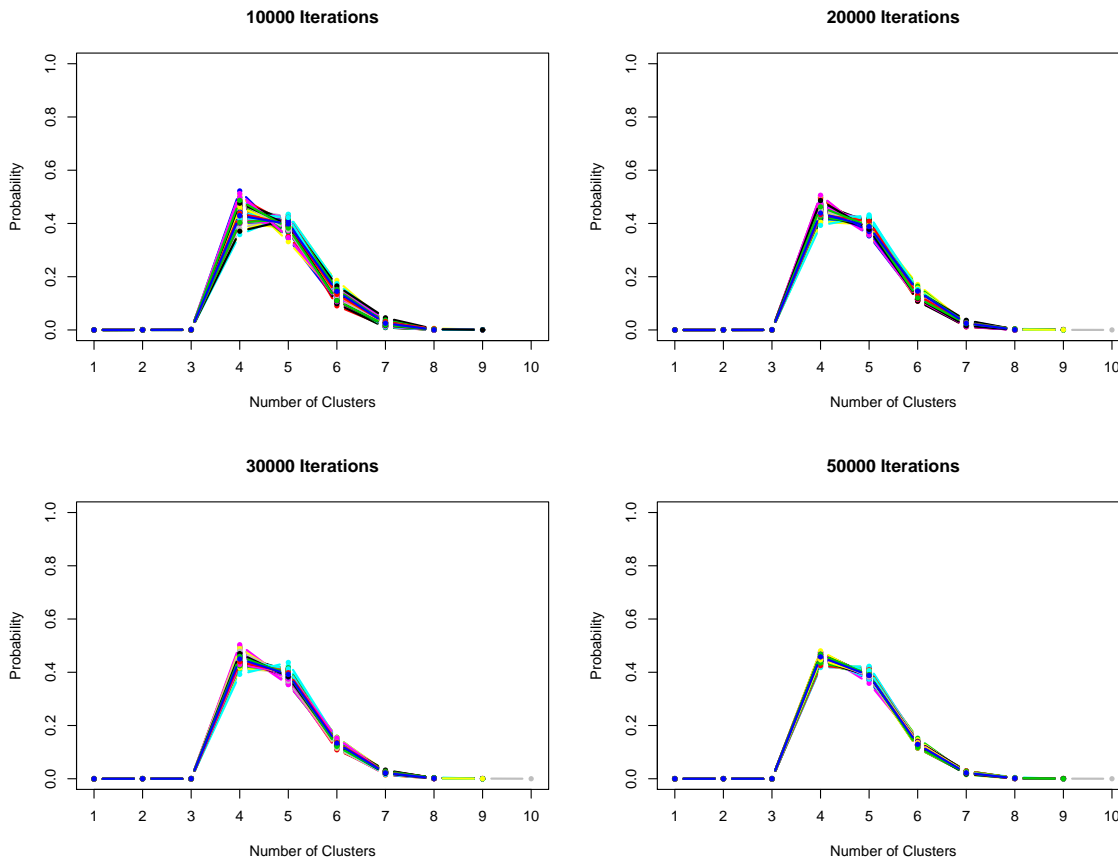 10000 Iterations
Probability
0.0 0.2 0.4 0.6 0.8 1.0
1 2 3 4 5 6 7 8 9 10
Number of Clusters
20000 Iterations
Probability
0.0 0.2 0.4 0.6 0.8 1.0
1 2 3 4 5 6 7 8 9 10
Number of Clusters
30000 Iterations
Probability
0.0 0.2 0.4 0.6 0.8 1.0
1 2 3 4 5 6 7 8 9 10
Number of Clusters
50000 Iterations
Probability
0.0 0.2 0.4 0.6 0.8 1.0
1 2 3 4 5 6 7 8 9 10
Number of Clusters